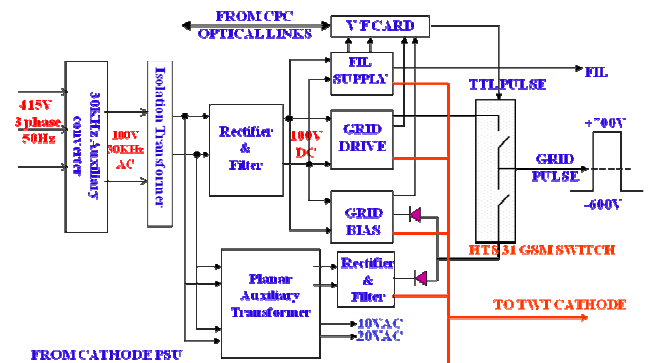 FROM CPC
OPTICAL LINKS
V/F CARD
FIL
SUPPLY
FIL
TTL PULSE
415V
3 phase
50Hz
30KHz Auxiliary
converter
100V
30KHz
AC
Isolation Transformer
Rectifier
&
Filter
100V
DC
GRID
DRIVE
GRID
BIAS
+700V
GRID
PULSE
-600V
HTS 31 GSM SWITCH
Planar
Auxiliary
Transformer
Rectifier
&
Filter
10VAC
20VAC
TO TWT CATHODE
FROM CATHODE PSU